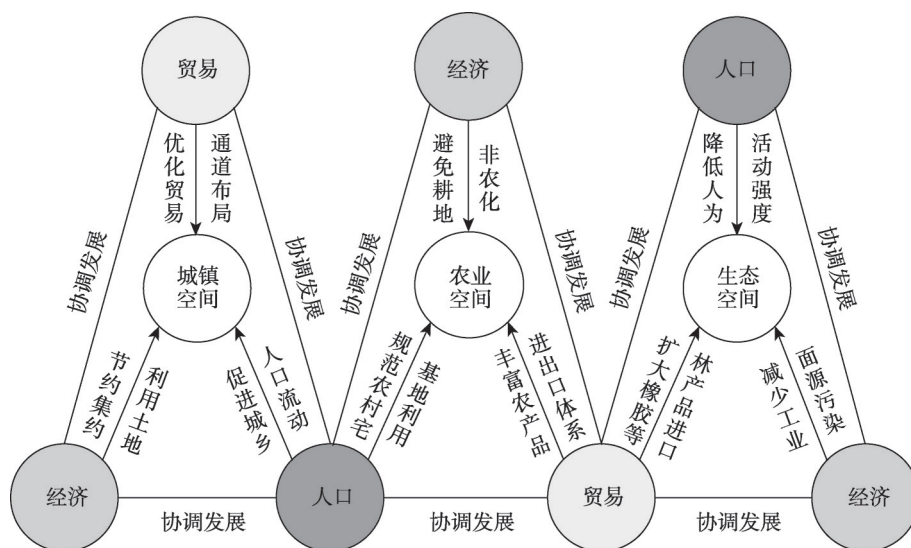 贸易
经济
人口
优化贸易
通道布局
避免耕地
非农化
降低人为
活动强度
协调发展
协调发展
协调发展
协调发展
协调发展
协调发展
城镇
空间
农业
空间
生态
空间
节约集约
利用土地
促进城乡
人口流动
规范农村宅
基地利用
丰富农产品
进出口体系
扩大橡胶等
林产品进口
减少工业
面源污染
经济
人口
贸易
经济
协调发展
协调发展
协调发展